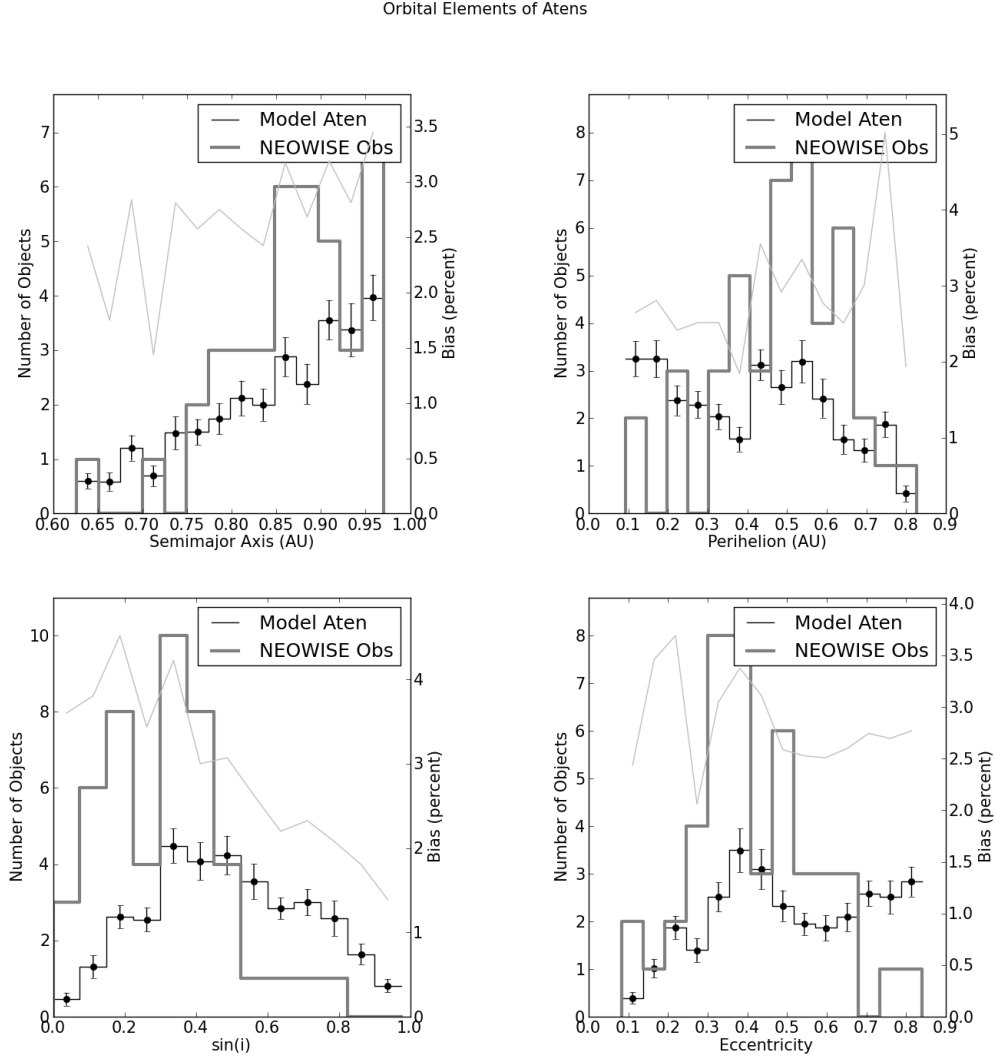 Orbital Elements of Atens
Model Aten
NEOWISE Obs
Number of Objects
0 1 2 3 4 5 6 7
0.60 0.65 0.70 0.75 0.80 0.85 0.90 0.95 1.00
Semimajor Axis (AU)
0.0 0.5 1.0 1.5 2.0 2.5 3.0 3.5
Bias (percent)
Model Aten
NEOWISE Obs
Number of Objects
0 1 2 3 4 5 6 7 8
0.0 0.1 0.2 0.3 0.4 0.5 0.6 0.7 0.8 0.9
Perihelion (AU)
0 1 2 3 4 5
Bias (percent)
Model Aten
NEOWISE Obs
Number of Objects
0 2 4 6 8 10
0.0 0.2 0.4 0.6 0.8 1.0
sin(i)
0 1 2 3 4
Bias (percent)
Model Aten
NEOWISE Obs
Number of Objects
0 1 2 3 4 5 6 7 8
0.0 0.1 0.2 0.3 0.4 0.5 0.6 0.7 0.8 0.9
Eccentricity
0.0 0.5 1.0 1.5 2.0 2.5 3.0 3.5 4.0
Bias (percent)